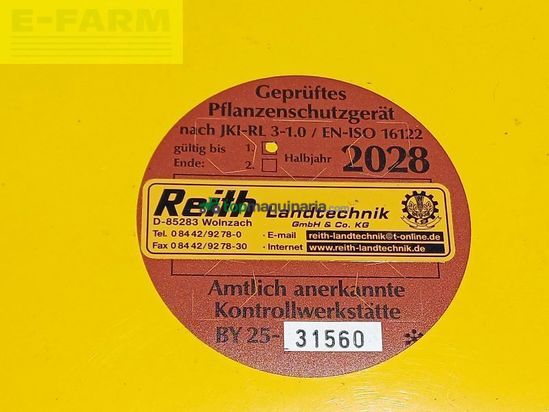 E-FARM
Geprüftes
Pflanzenschutzgerät
nach JKI-RL 3-1.0 / EN-ISO 16122
gültig bis 1.
Ende: 2. Halbjahr 2028
Reith Landtechnik
topmaquinaria.com
GmbH & Co. KG
D-85283 Wolnzach
Tel. 0 84 42/92 78-0 · E-mail reith-landtechnik@t-online.de
Fax 0 84 42/92 78-30 · Internet www.reith-landtechnik.de
Amtlich anerkannte
Kontrollwerkstätte
BY 25- 31560